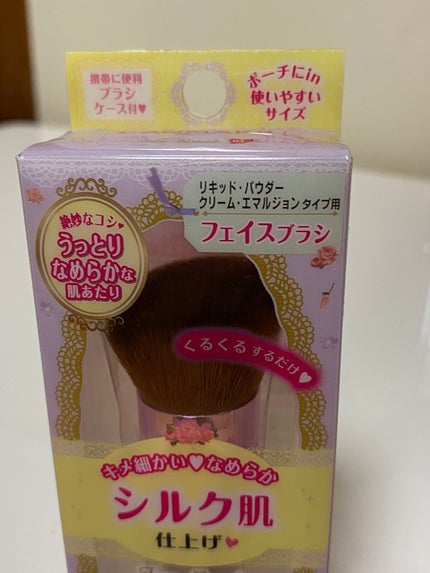 携帯に便利
ブラシ
ケース付♥
ポーチにin
使いやすい
サイズ
リキッド・パウダー
クリーム・エマルジョン タイプ用
フェイスブラシ
絶妙なコシ♥
うっとり
なめらかな
肌あたり
くるくるするだけ♥
キメ細かい♥なめらか
シルク肌
仕上げ♥